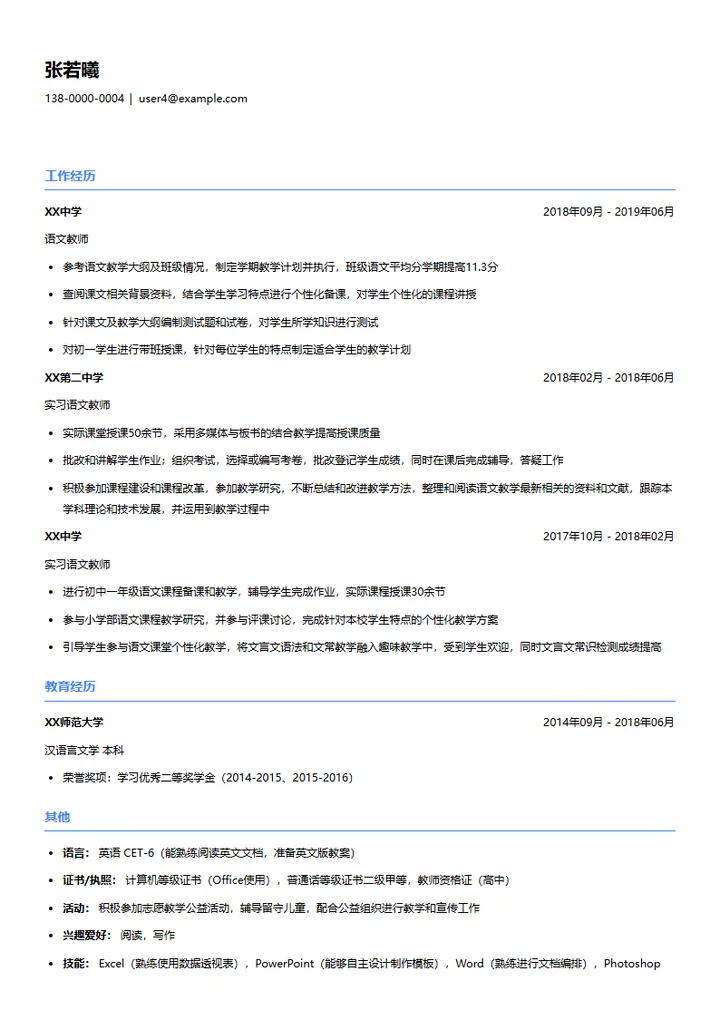 张若曦
138-0000-0004 | user4@example.com
工作经历
XX中学 2018年09月 - 2019年06月
语文教师
• 参考语文教学大纲及班级情况，制定学期教学计划并执行，班级语文平均分学期提高11.3分
• 查阅课文相关背景资料，结合学生学习特点进行个性化备课，对学生个性化的课程讲授
• 针对课文及教学大纲编制测试题和试卷，对学生所学知识进行测试
• 对初一学生进行带班授课，针对每位学生的特点制定适合学生的教学计划
XX第二中学 2018年02月 - 2018年06月
实习语文教师
• 实际课堂授课50余节，采用多媒体与板书的结合教学提高授课质量
• 批改和讲解学生作业；组织考试，选择或编写考卷，批改登记学生成绩，同时在课后完成辅导，答疑工作
• 积极参加课程建设和课程改革，参加教学研究，不断总结和改进教学方法，整理和阅读语文教学最新相关的资料和文献，跟踪本
学科理论和技术发展，并运用到教学过程中
XX中学 2017年10月 - 2018年02月
实习语文教师
• 进行初中一年级语文课程备课和教学，辅导学生完成作业，实际课程授课30余节
• 参与小学部语文课程教学研究，并参与评课讨论，完成针对本校学生特点的个性化教学方案
• 引导学生参与语文课堂个性化教学，将文言文语法和文常教学融入趣味教学中，受到学生欢迎，同时文言文常识检测成绩提高
教育经历
XX师范大学 2014年09月 - 2018年06月
汉语言文学 本科
• 荣誉奖项：学习优秀二等奖学金（2014-2015、2015-2016）
其他
• 语言： 英语 CET-6（能熟练阅读英文文档，准备英文版教案）
• 证书/执照： 计算机等级证书（Office使用），普通话等级证书二级甲等，教师资格证（高中）
• 活动： 积极参加志愿教学公益活动，辅导留守儿童，配合公益组织进行教学和宣传工作
• 兴趣爱好： 阅读，写作
• 技能： Excel（熟练使用数据透视表），PowerPoint（能够自主设计制作模板），Word（熟练进行文档编排），Photoshop